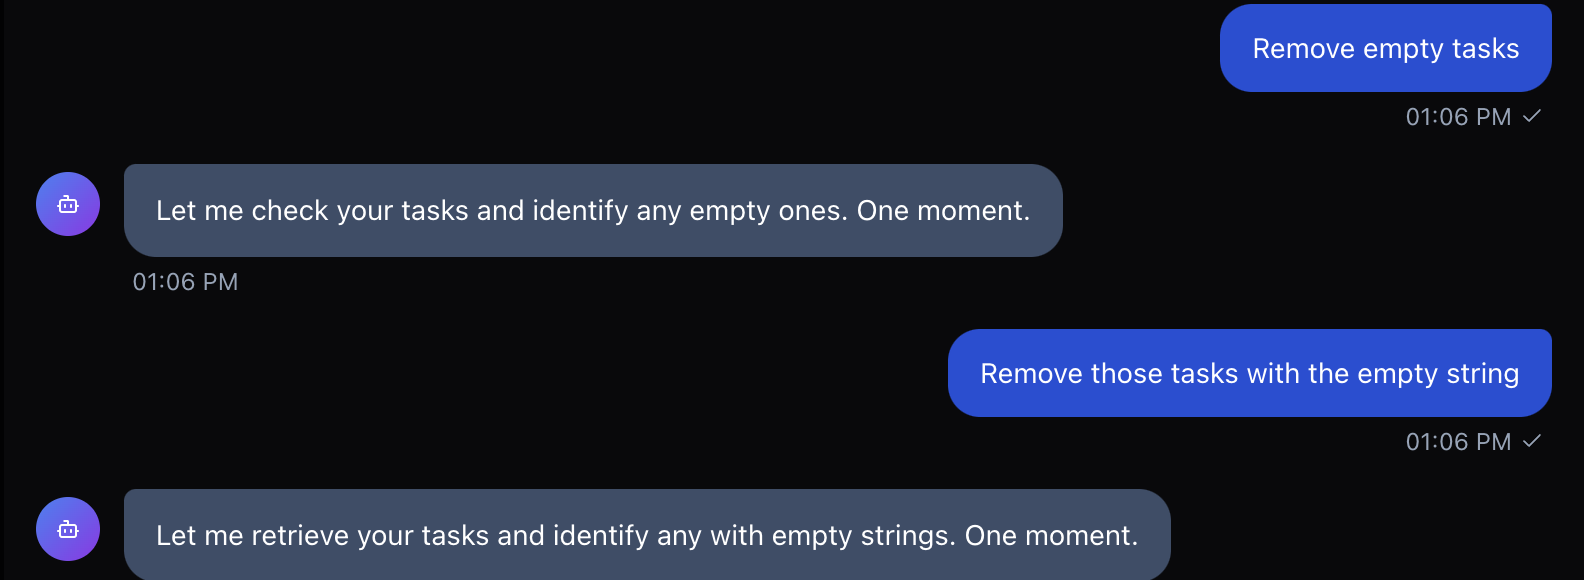 Remove empty tasks
01:06 PM
Let me check your tasks and identify any empty ones. One moment.
01:06 PM
Remove those tasks with the empty string
01:06 PM
Let me retrieve your tasks and identify any with empty strings. One moment.